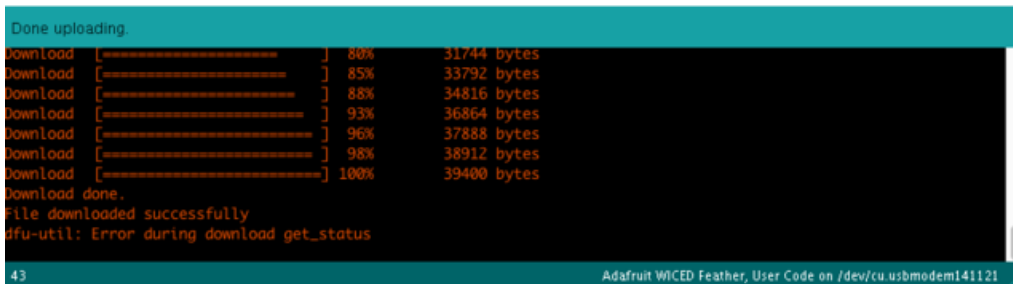 Done uploading.
Download [==================== ] 80% 31744 bytes
Download [===================== ] 85% 33792 bytes
Download [====================== ] 88% 34816 bytes
Download [======================= ] 93% 36864 bytes
Download [======================== ] 96% 37888 bytes
Download [======================== ] 98% 38912 bytes
Download [=========================] 100% 39400 bytes
Download done.
File downloaded successfully
dfu-util: Error during download get_status
43 Adafruit WICED Feather, User Code on /dev/cu.usbmodem141121